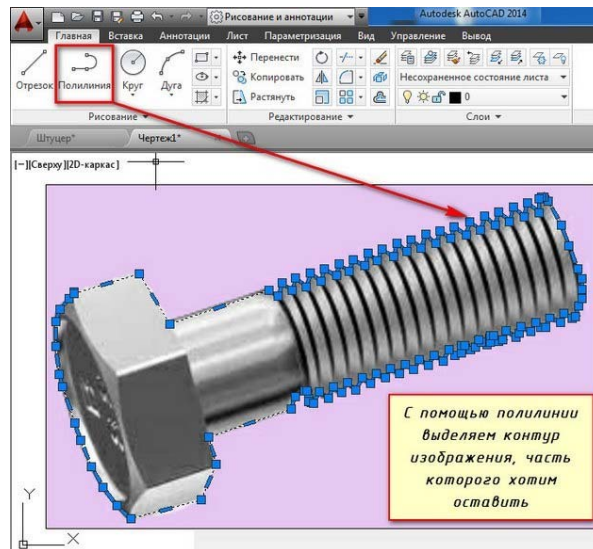 Рисование и аннотации
Autodesk AutoCAD 2014
Главная Вставка Аннотации Лист Параметризация Вид Управление Вывод
Отрезок Полилиния Круг Дуга
Перенести
Копировать
Растянуть
Несохраненное состояние листа
0
Рисование Редактирование Слои
Штуцер* Чертеж1*
[−][Сверху][2D-каркас]
С помощью полилинии
выделяем контур
изображения, часть
которого хотим
оставить
Y
X